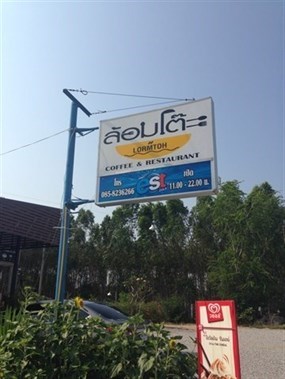 ล้อมโต๊ะ
LORMTOH
COFFEE & RESTAURANT
โทร
085-8236266
เปิด
11.00 - 22.00 น.